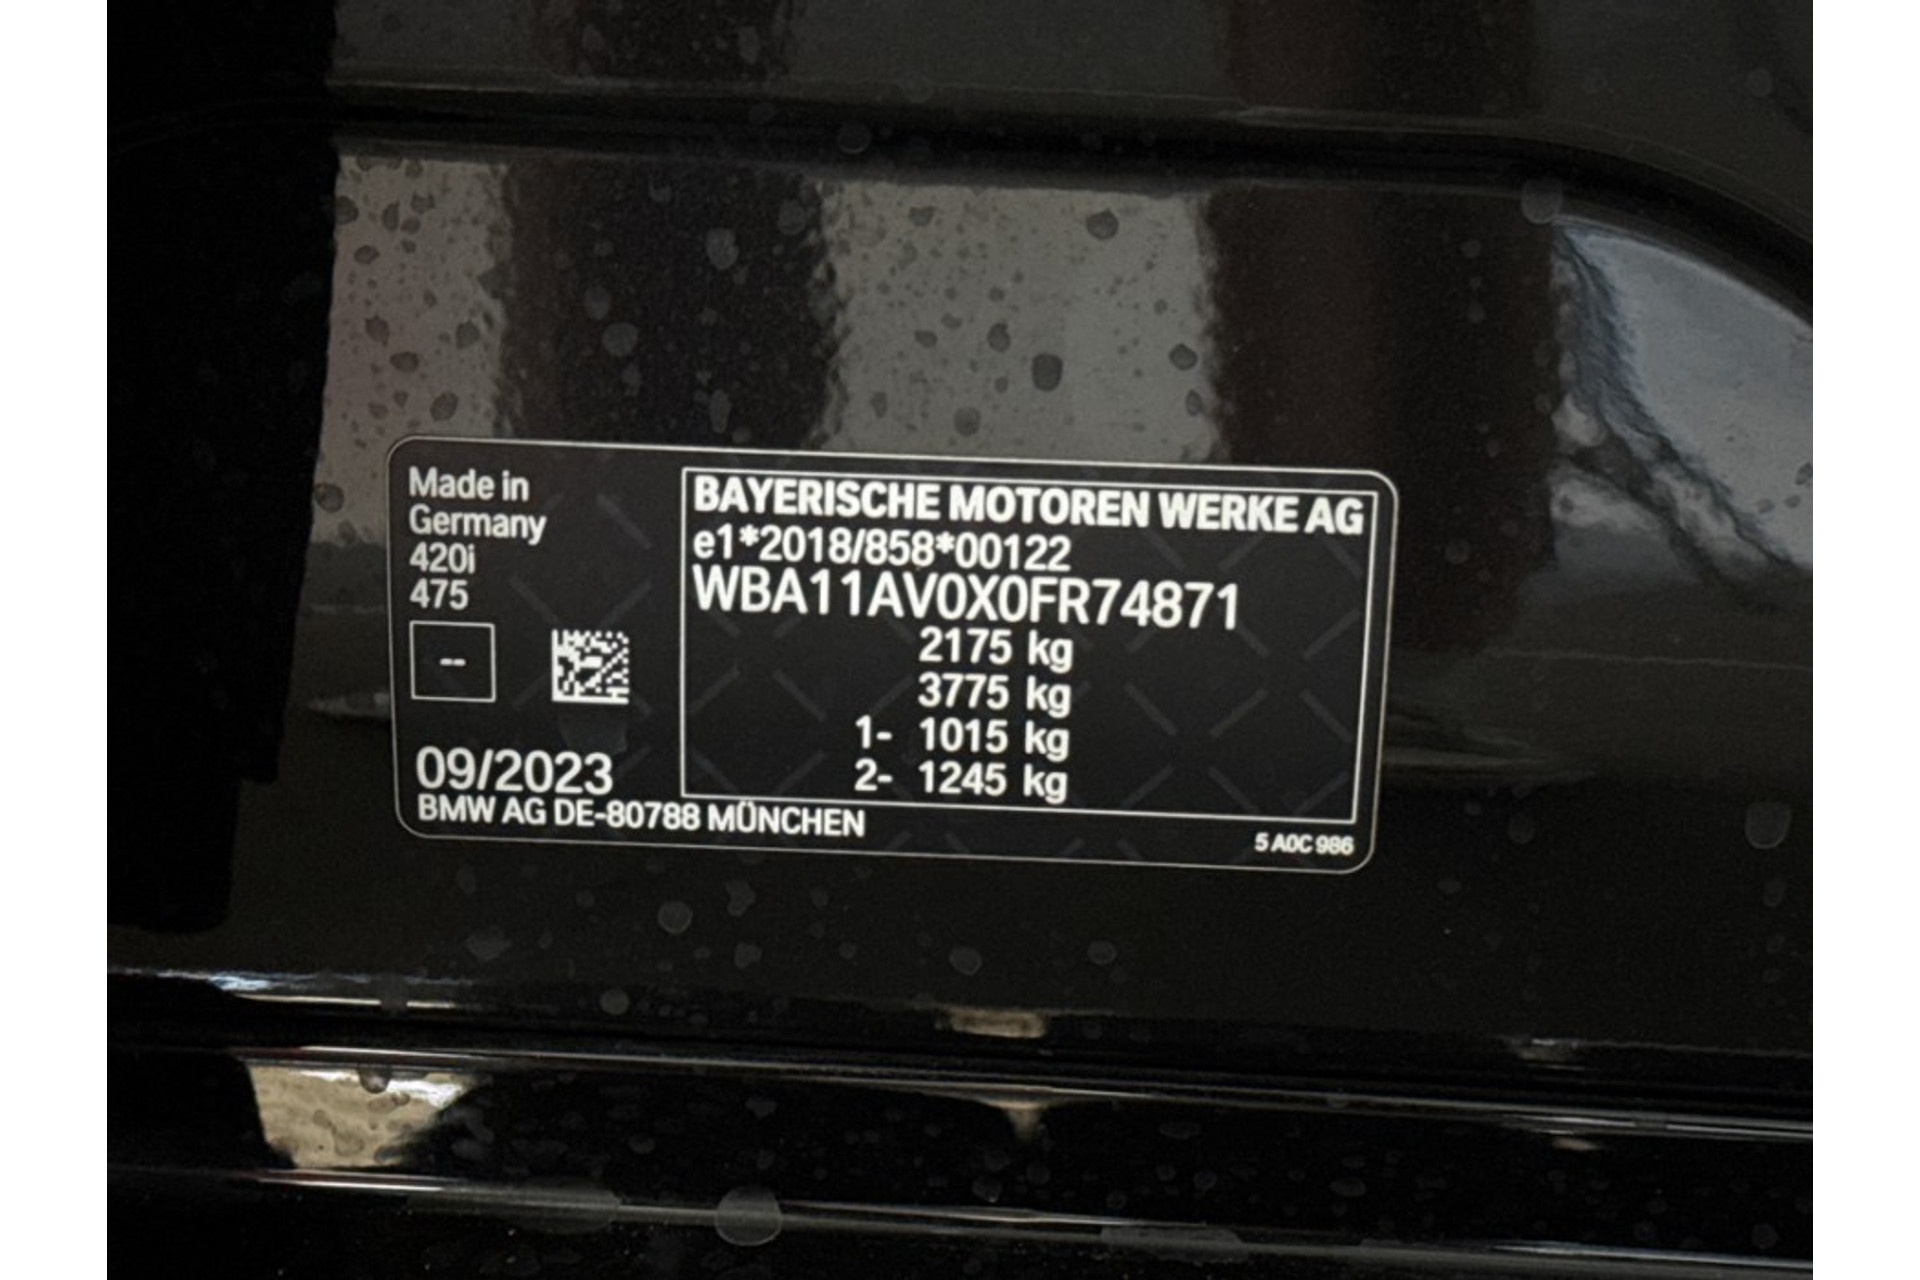 Made in
Germany
420i
475
--
09/2023
BMW AG DE-80788 MÜNCHEN
BAYERISCHE MOTOREN WERKE AG
e1*2018/858*00122
WBA11AV0X0FR74871
2175 kg
3775 kg
1- 1015 kg
2- 1245 kg
5 A0C 986